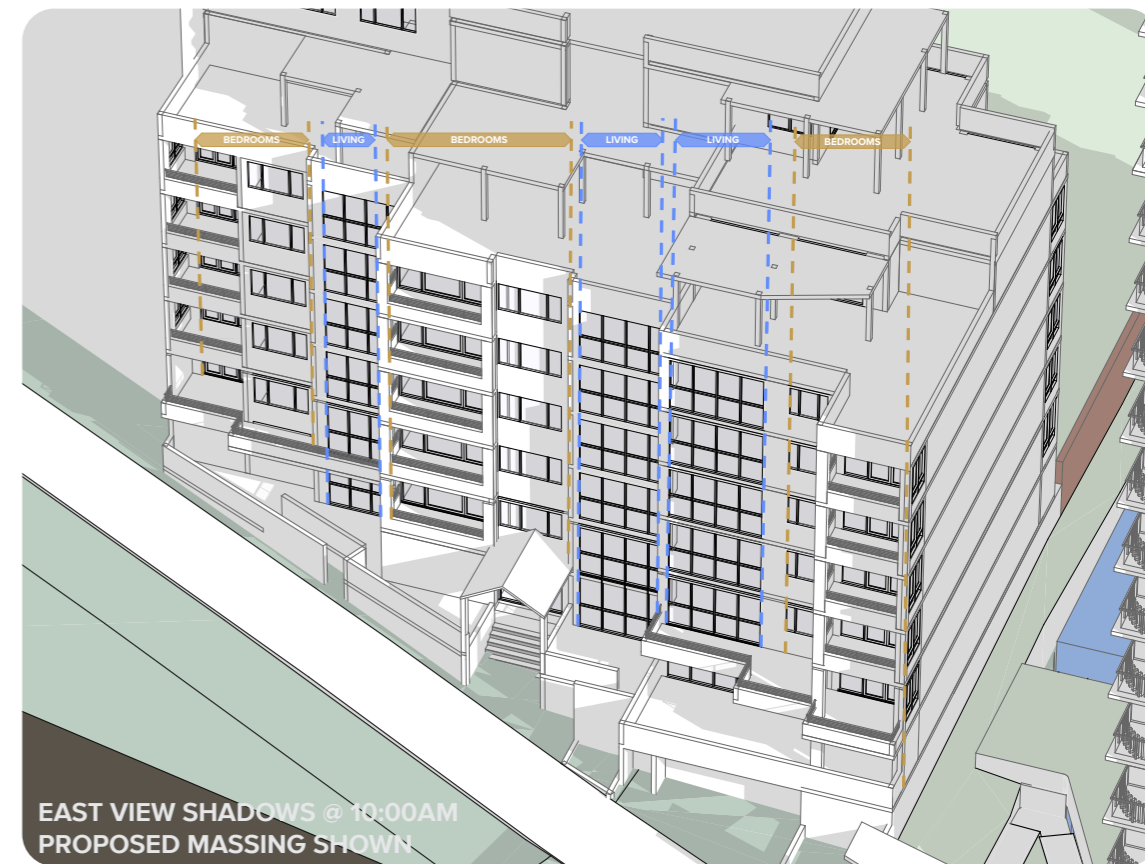 BEDROOMS
LIVING
BEDROOMS
LIVING
LIVING
BEDROOMS
EAST VIEW SHADOWS @ 10:00AM
PROPOSED MASSING SHOWN